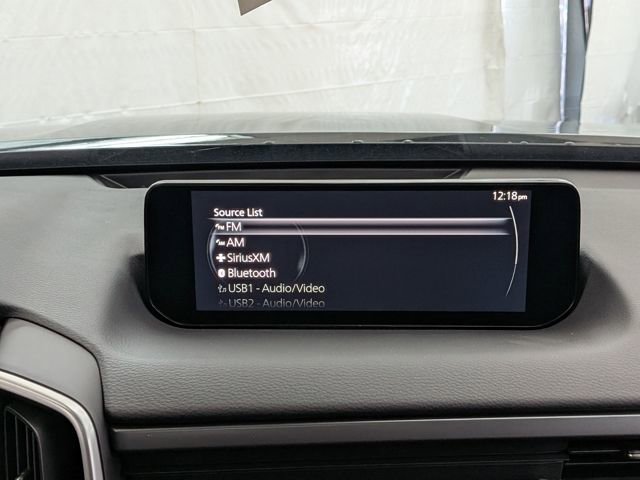 12:18pm
Source List
FM
AM
SiriusXM
Bluetooth
USB1 - Audio/Video
USB2 - Audio/Video